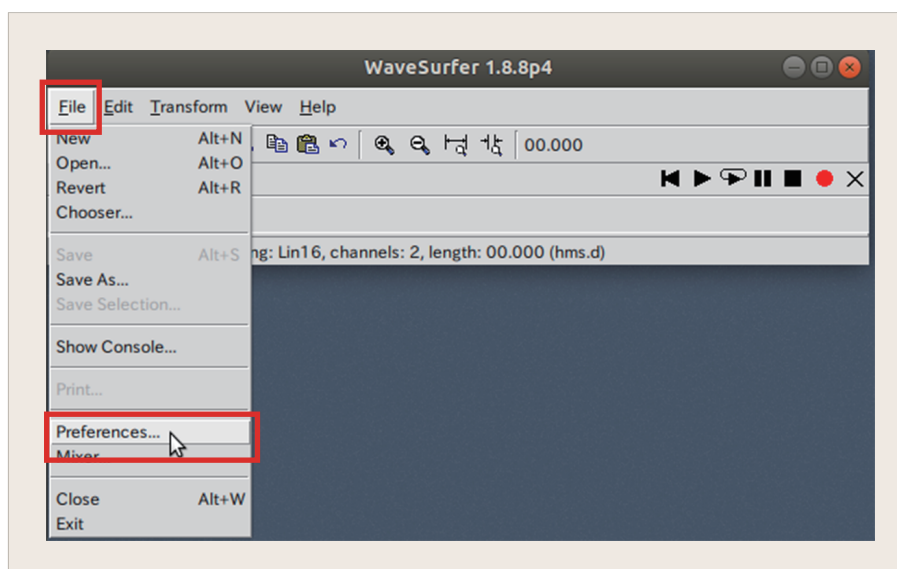 WaveSurfer 1.8.8p4
File Edit Transform View Help
00.000
New Alt+N
Open... Alt+O
Revert Alt+R
Chooser...
Save Alt+S
ng: Lin16, channels: 2, length: 00.000 (hms.d)
Save As...
Save Selection...
Show Console...
Print...
Preferences...
Mixer
Close Alt+W
Exit